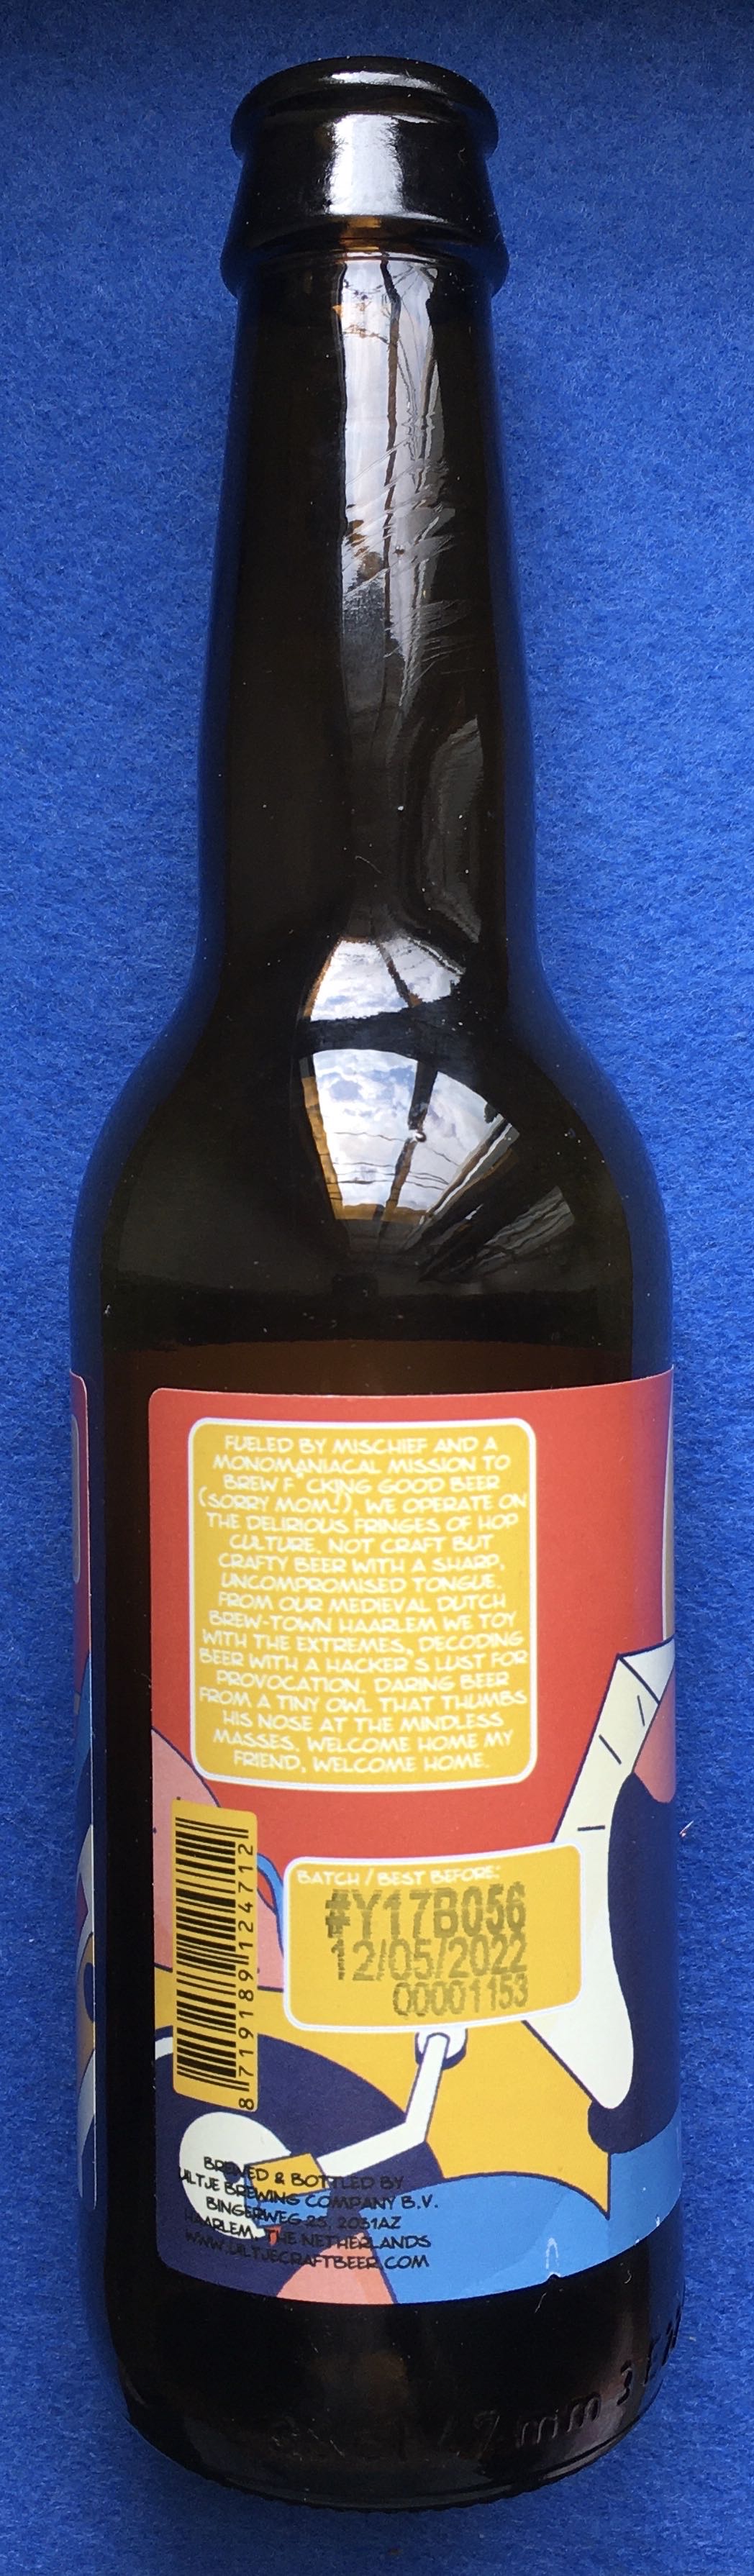 FUELED BY MISCHIEF AND A
MONOMANIACAL MISSION TO
BREW F*CKING GOOD BEER
(SORRY MOM!), WE OPERATE ON
THE DELIRIOUS FRINGES OF HOP
CULTURE. NOT CRAFT BUT
CRAFTY BEER WITH A SHARP,
UNCOMPROMISED TONGUE.
FROM OUR MEDIEVAL DUTCH
BREW-TOWN HAARLEM WE TOY
WITH THE EXTREMES, DECODING
BEER WITH A HACKER'S LUST FOR
PROVOCATION. DARING BEER
FROM A TINY OWL THAT THUMBS
HIS NOSE AT THE MINDLESS
MASSES. WELCOME HOME MY
FRIEND, WELCOME HOME.
8719189124712
BATCH / BEST BEFORE:
#Y17B056
12/05/2022
00001153
BREWED & BOTTLED BY
UILTJE BREWING COMPANY B.V.
BINGERWEG 25, 2031AZ
HAARLEM, THE NETHERLANDS
WWW.UILTJECRAFTBEER.COM
mm 3